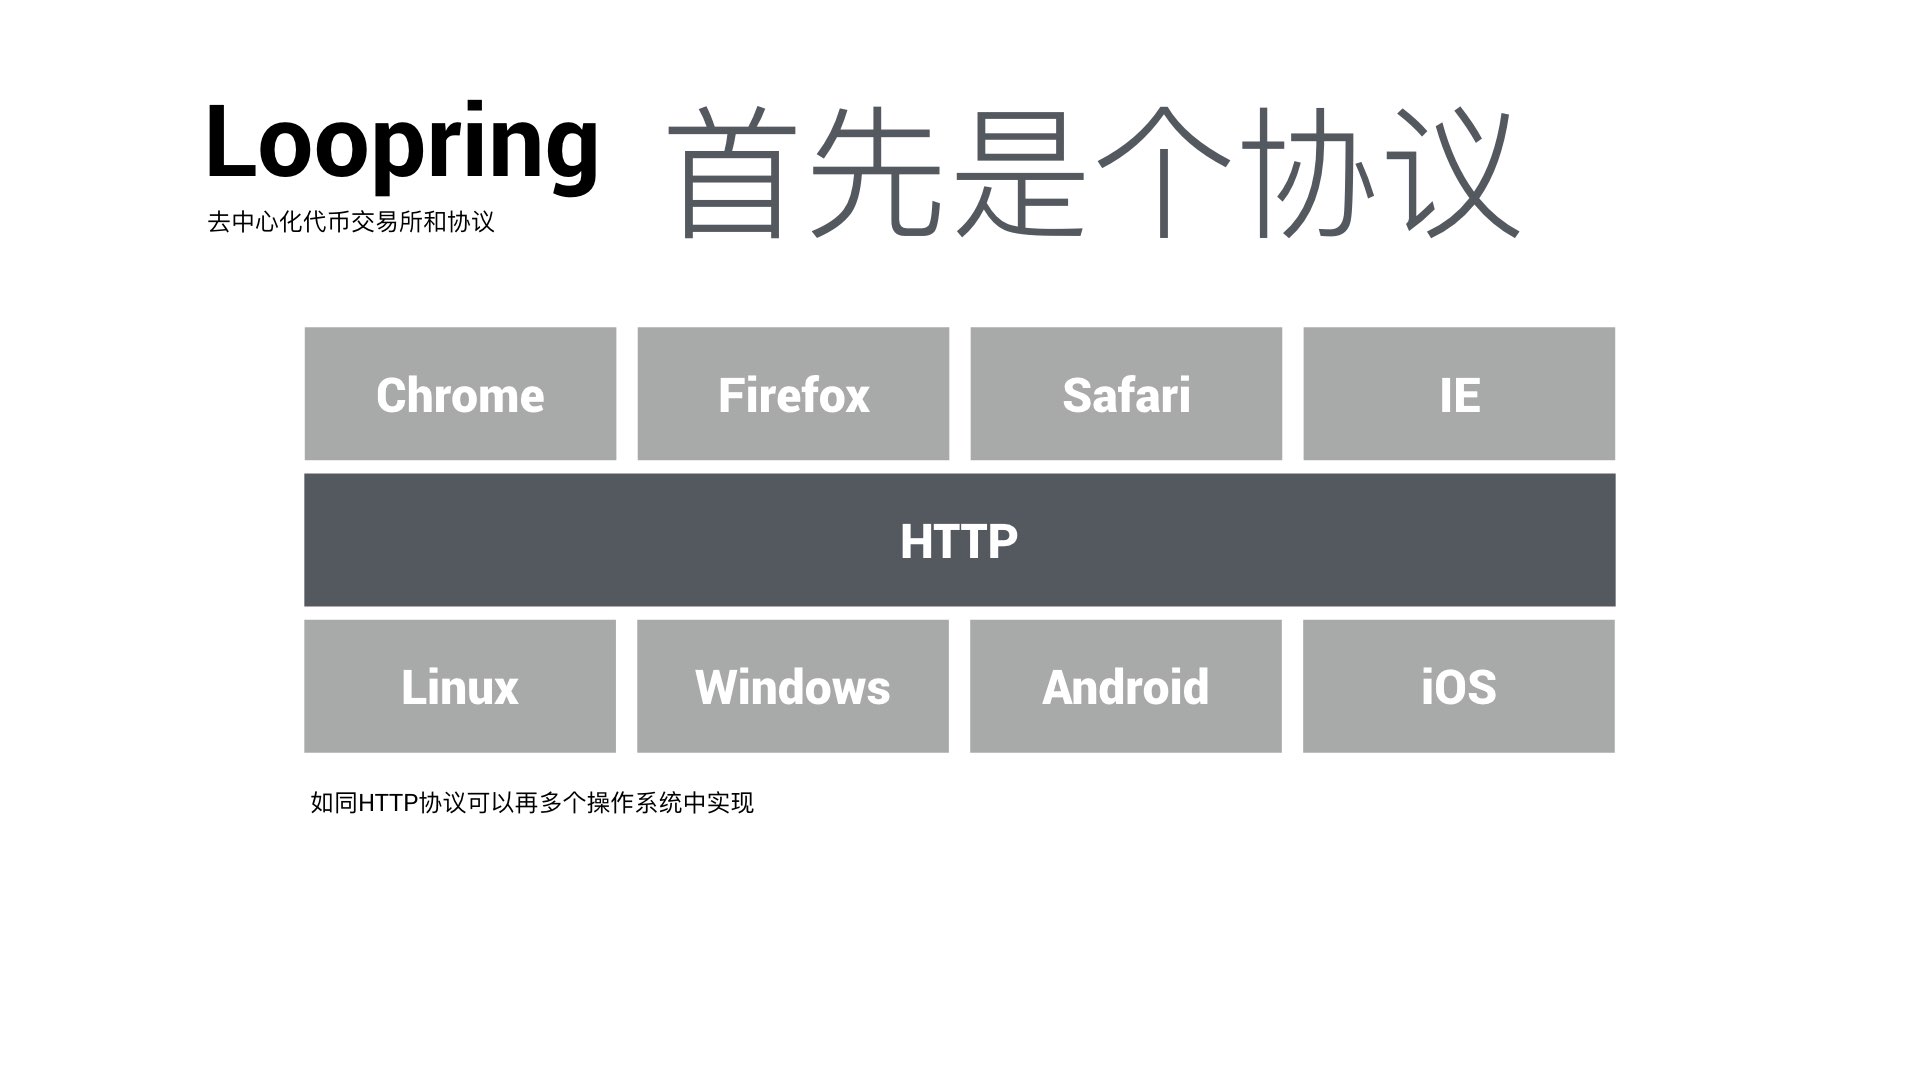 Loopring 首先是个协议
去中心化代币交易所和协议
Chrome Firefox Safari IE
HTTP
Linux Windows Android iOS
如同HTTP协议可以再多个操作系统中实现